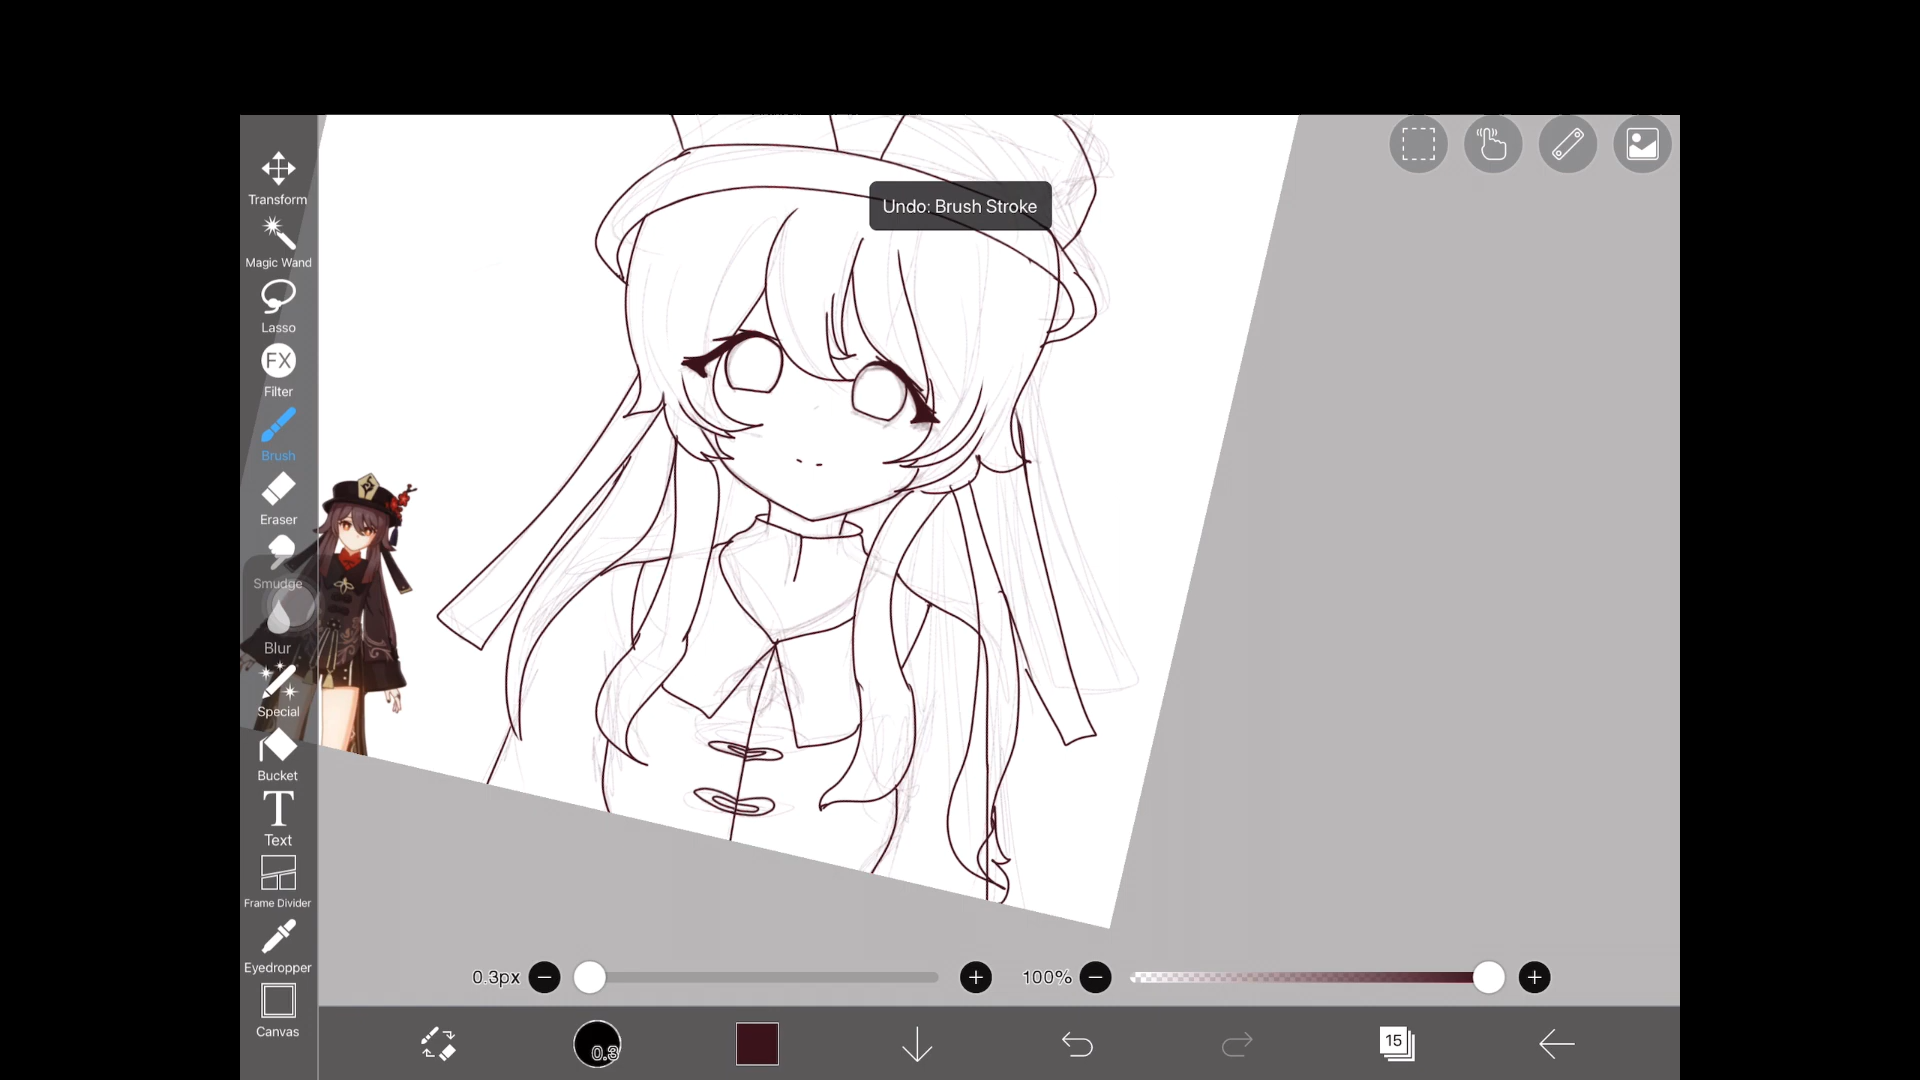 Transform
Magic Wand
Lasso
FX
Filter
Brush
Eraser
Smudge
Blur
Special
Bucket
T
Text
Frame Divider
Eyedropper
Canvas
Undo: Brush Stroke
0.3px
100%
0.3
15